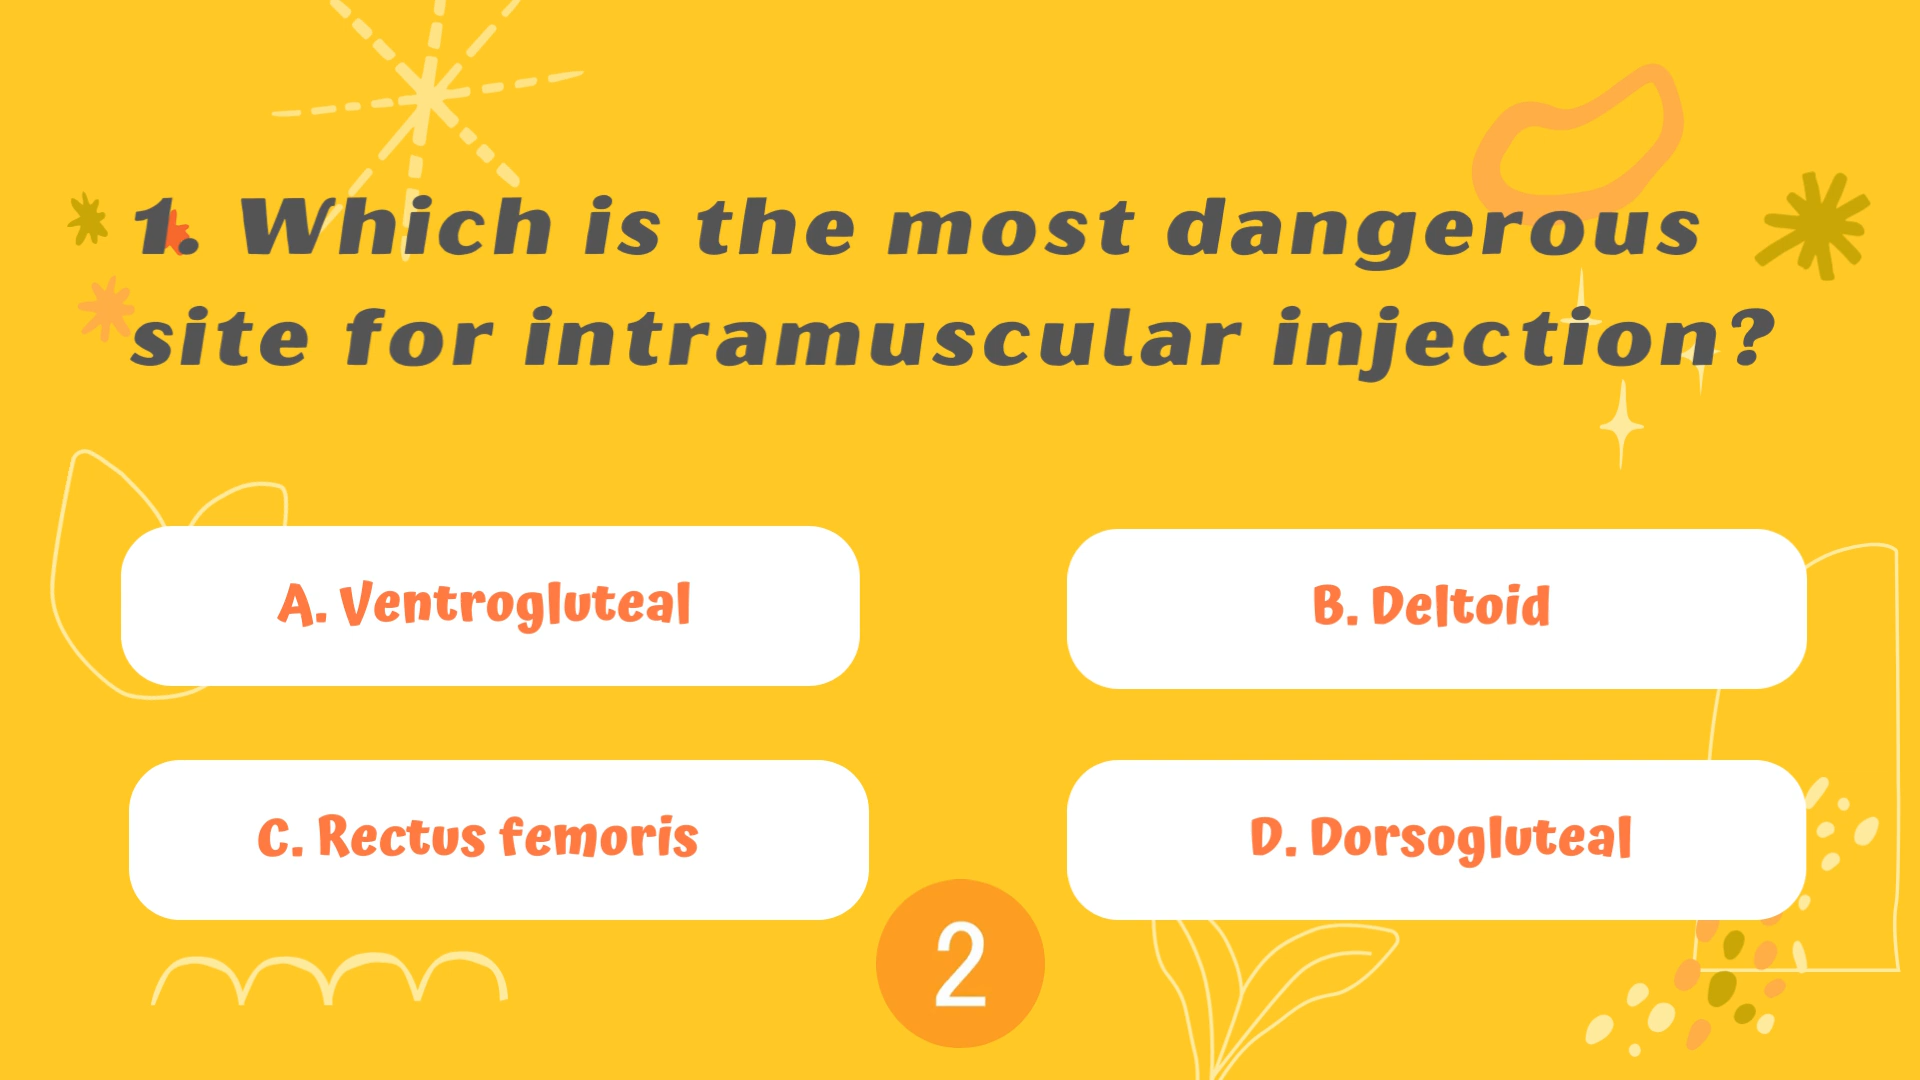 1. Which is the most dangerous
site for intramuscular injection?
A. Ventrogluteal
B. Deltoid
C. Rectus femoris
D. Dorsogluteal
2